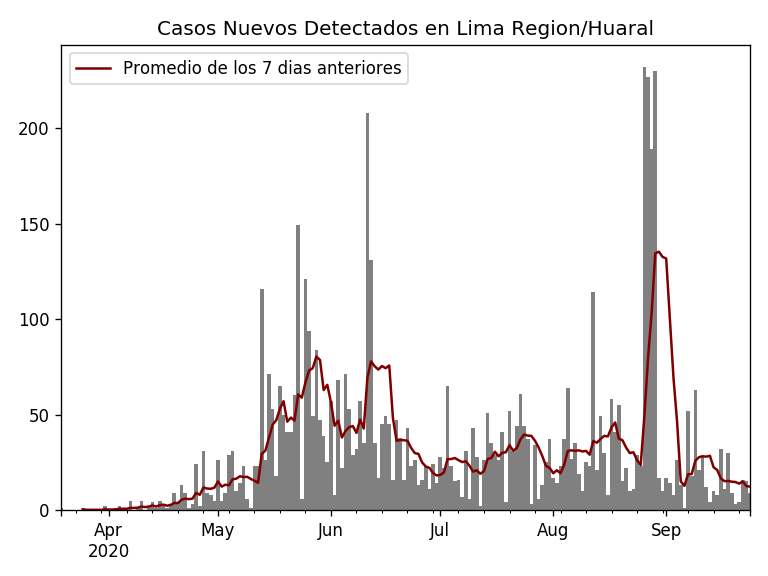 Casos Nuevos Detectados en Lima Region/Huaral
Promedio de los 7 dias anteriores
200
150
100
50
0
Apr May Jun Jul Aug Sep
2020